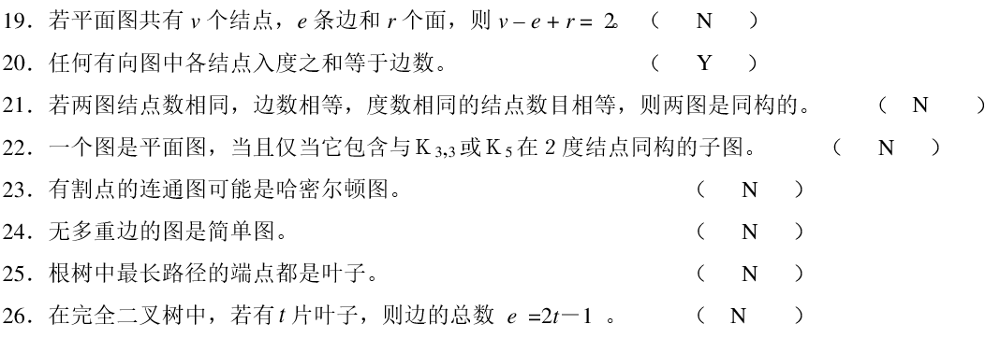 19．若平面图共有 v 个结点，e 条边和 r 个面，则 v – e + r = 2。（ N ）
20．任何有向图中各结点入度之和等于边数。（ Y ）
21．若两图结点数相同，边数相等，度数相同的结点数目相等，则两图是同构的。（ N ）
22．一个图是平面图，当且仅当它包含与 K 3,3 或 K 5 在 2 度结点同构的子图。（ N ）
23．有割点的连通图可能是哈密尔顿图。（ N ）
24．无多重边的图是简单图。（ N ）
25．根树中最长路径的端点都是叶子。（ N ）
26．在完全二叉树中，若有 t 片叶子，则边的总数 e =2t－1 。（ N ）